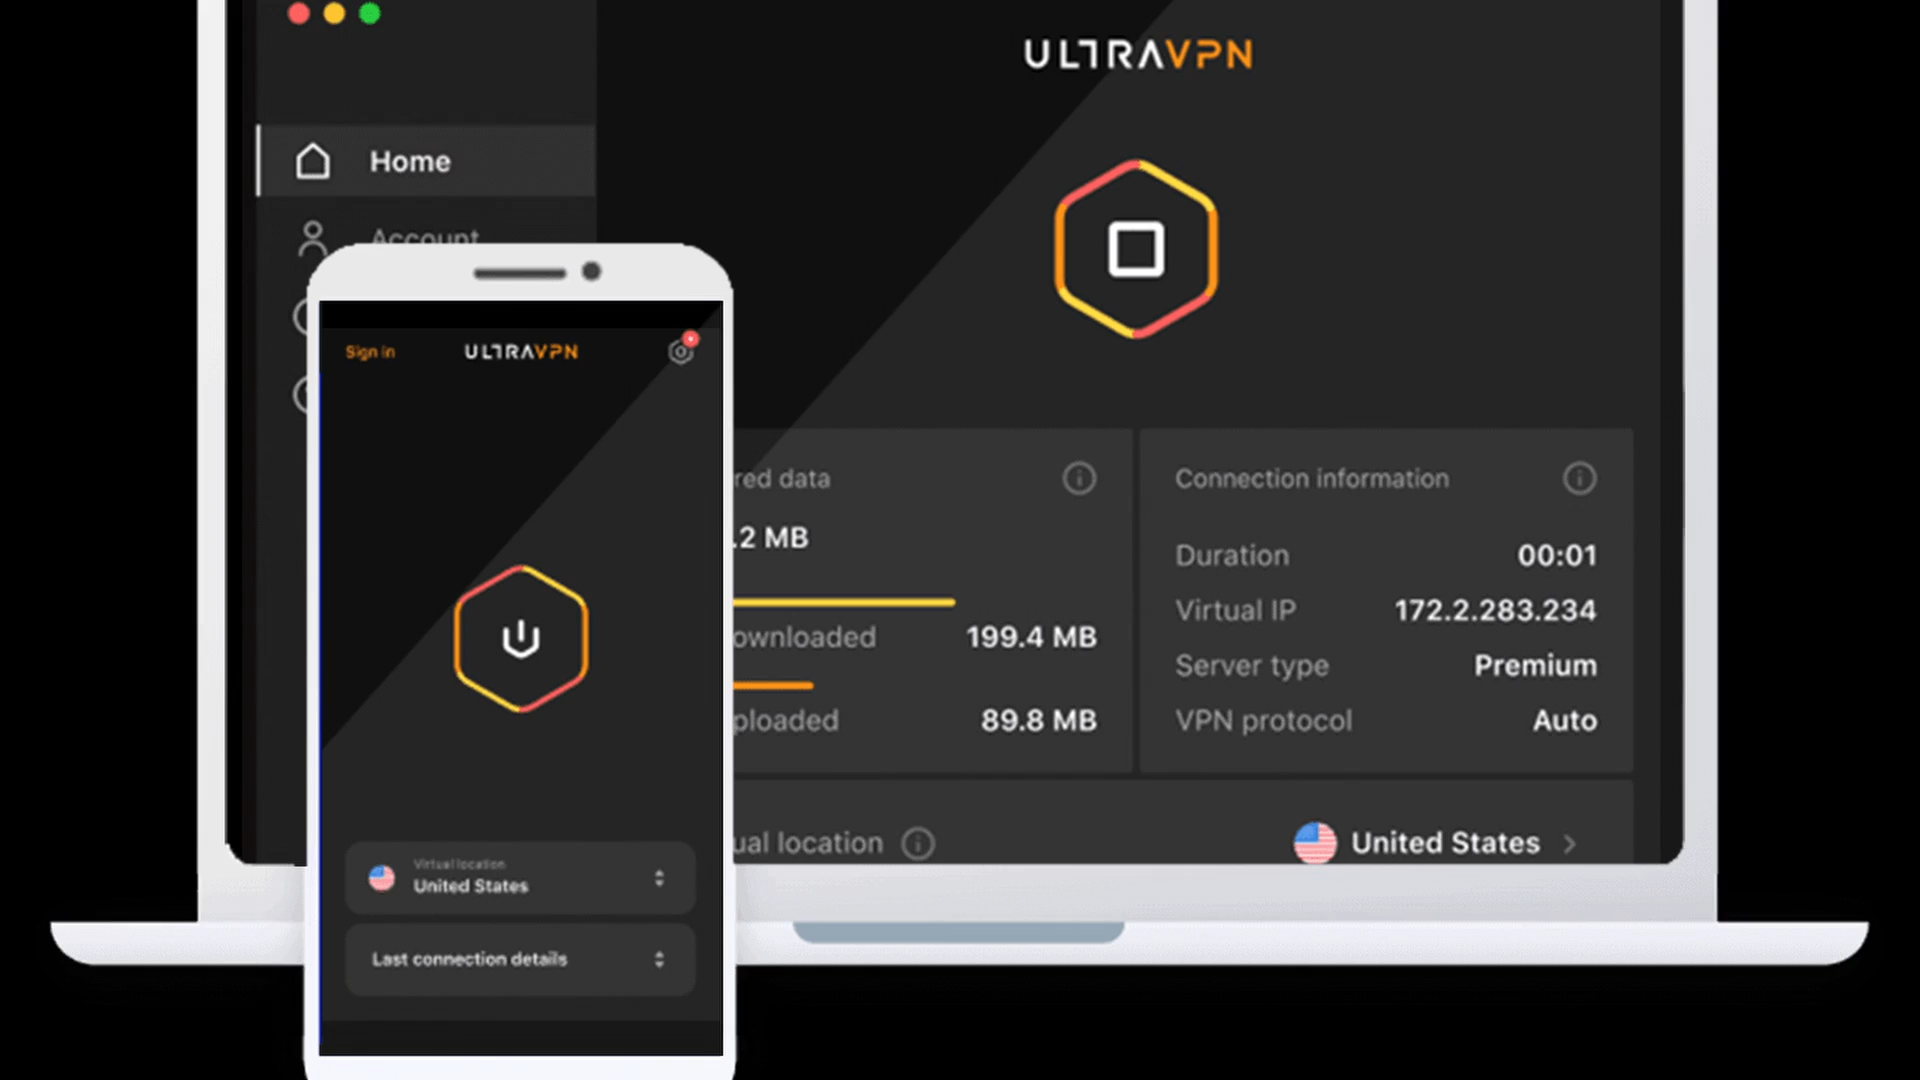 ULTRAVPN
Home
Account
red data
.2 MB
ownloaded 199.4 MB
ploaded 89.8 MB
Connection information
Duration 00:01
Virtual IP 172.2.283.234
Server type Premium
VPN protocol Auto
ual location United States
Sign in ULTRAVPN
Virtual location
United States
Last connection details